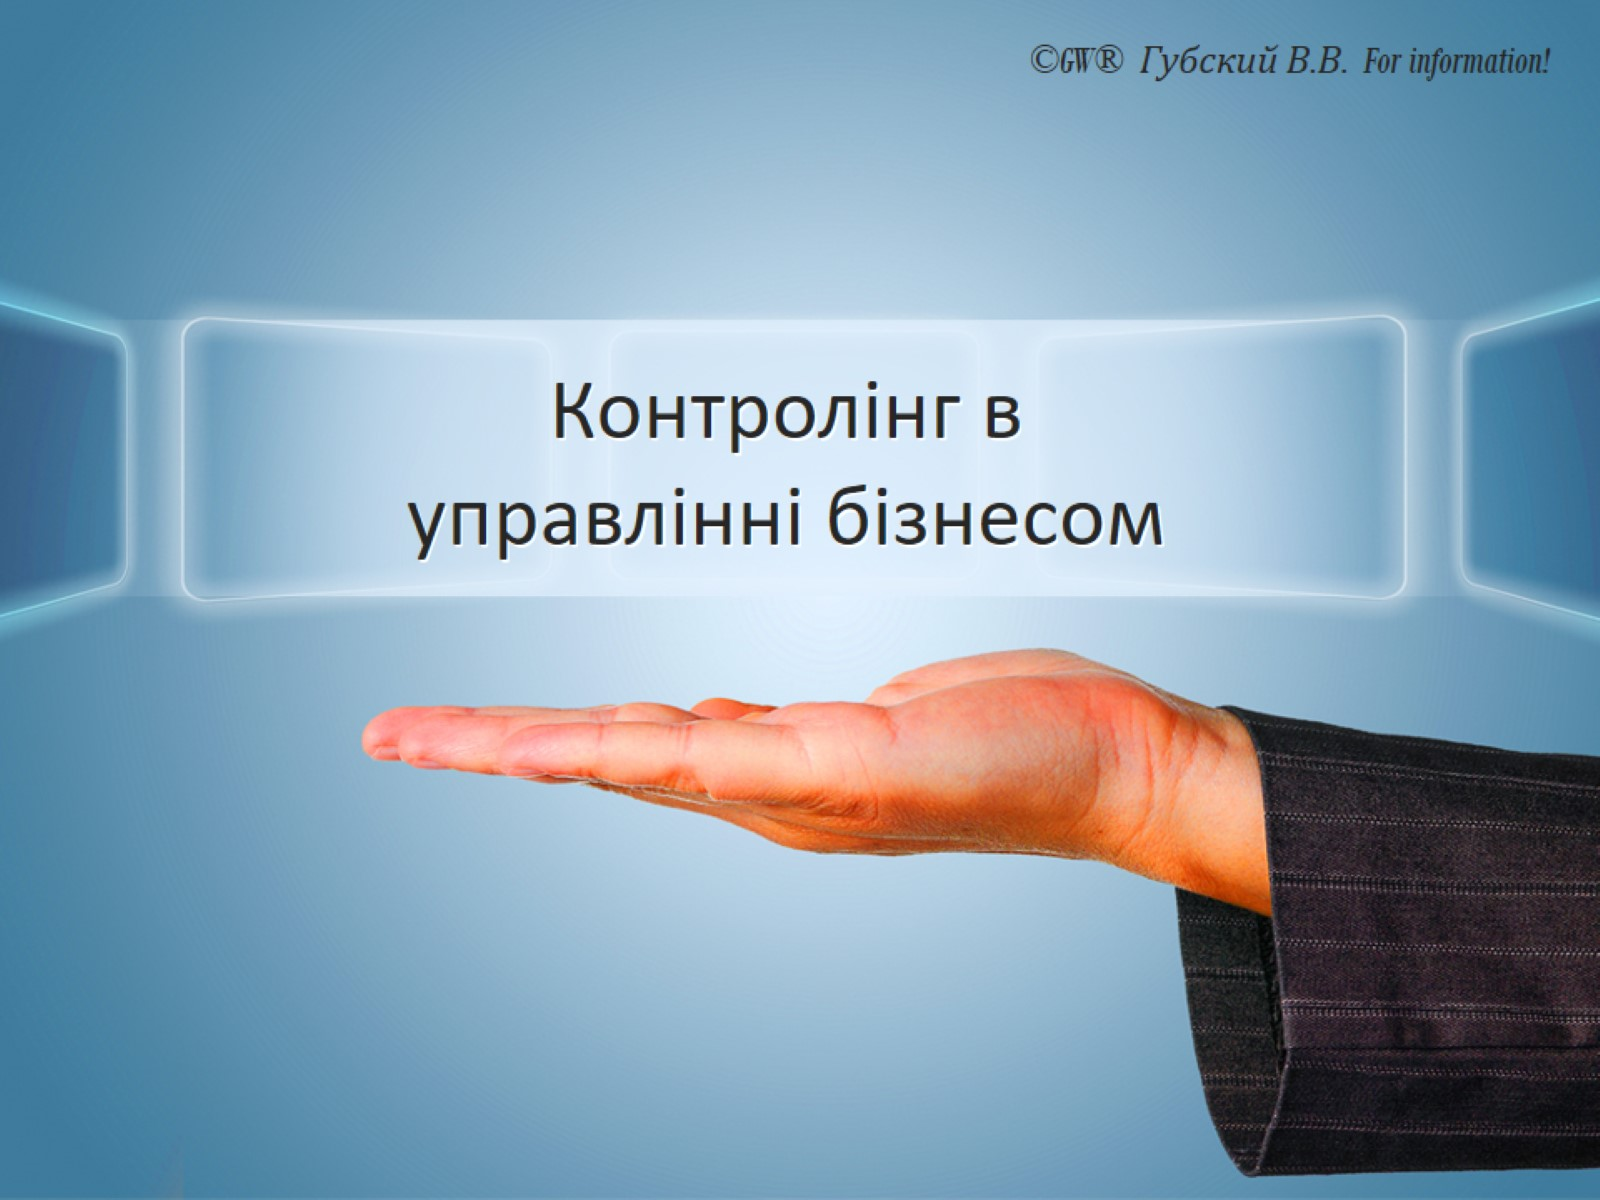 ©GW® Губский В.В. For information!
Контролінг в
управлінні бізнесом